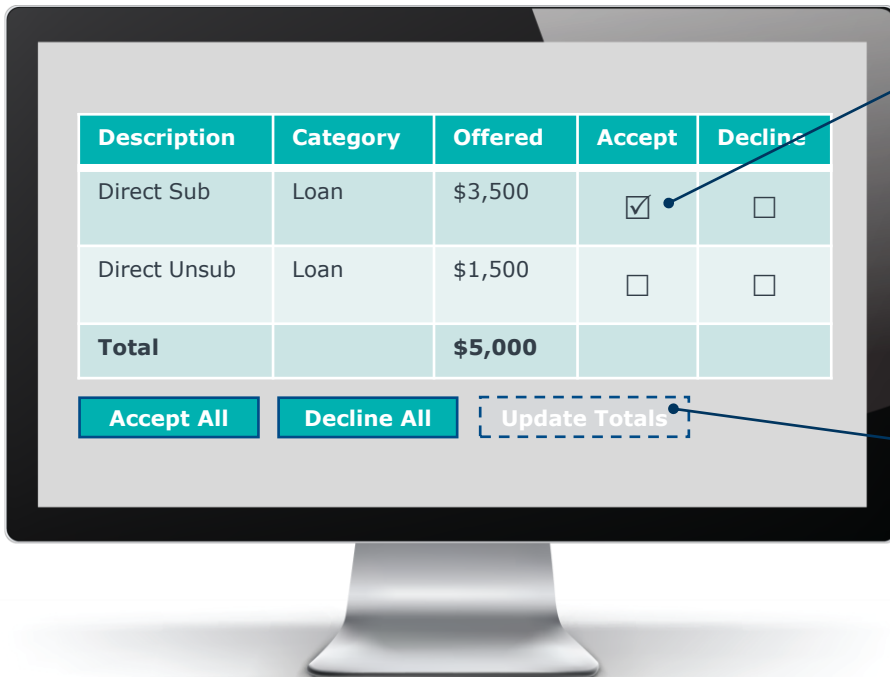 Description Category Offered Accept Decline
Direct Sub Loan $3,500 ☑ ☐
Direct Unsub Loan $1,500 ☐ ☐
Total $5,000
Accept All Decline All Update Totals